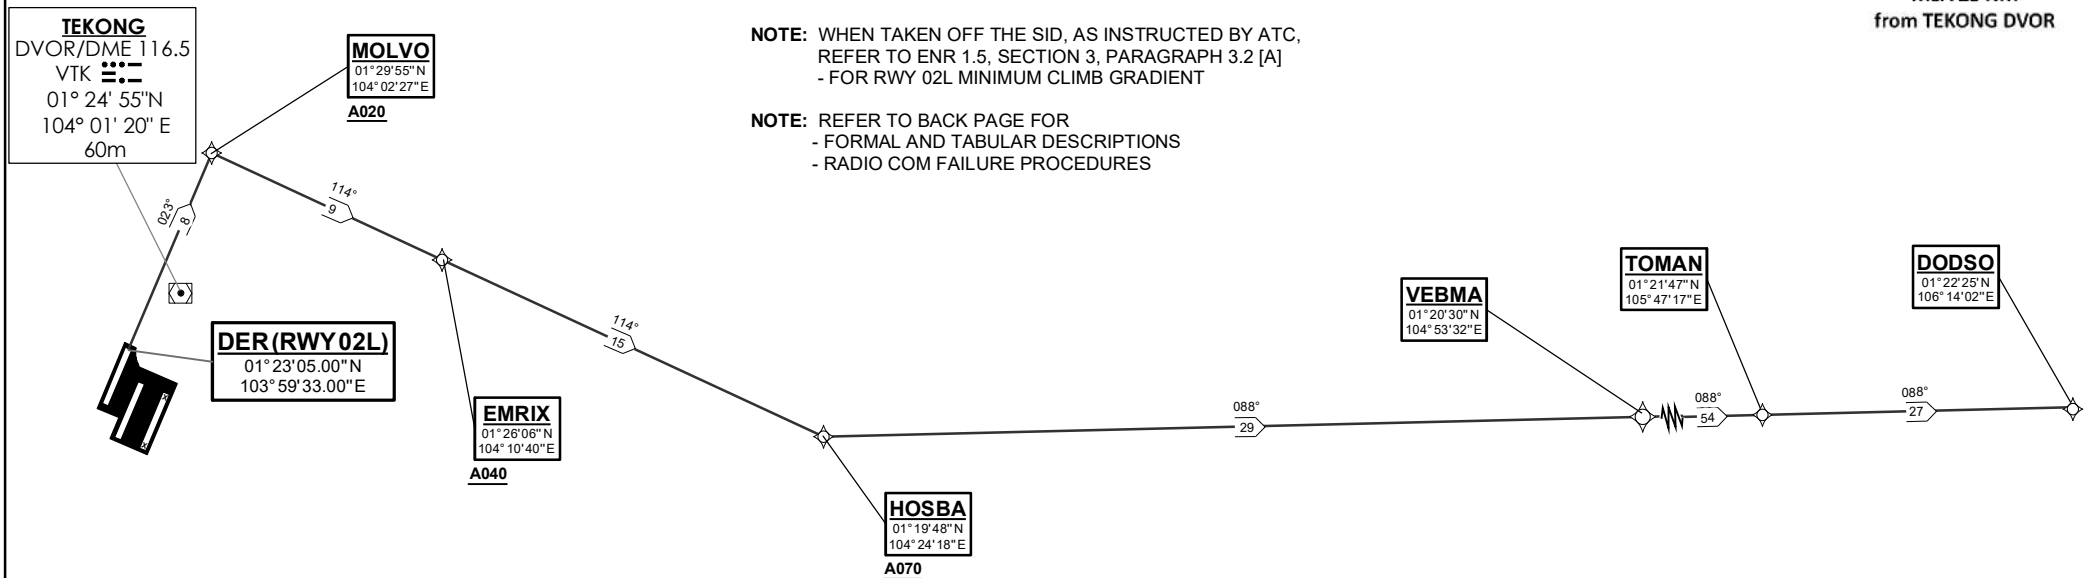 TEKONG
DVOR/DME 116.5
VTK
01° 24' 55"N
104° 01' 20" E
60m
MOLVO
01°29'55"N
104°02'27"E
A020
NOTE: WHEN TAKEN OFF THE SID, AS INSTRUCTED BY ATC,
REFER TO ENR 1.5, SECTION 3, PARAGRAPH 3.2 [A]
- FOR RWY 02L MINIMUM CLIMB GRADIENT
NOTE: REFER TO BACK PAGE FOR
- FORMAL AND TABULAR DESCRIPTIONS
- RADIO COM FAILURE PROCEDURES
from TEKONG DVOR
023°
8
114°
9
DER (RWY 02L)
01°23'05.00"N
103°59'33.00"E
EMRIX
01°26'06"N
104°10'40"E
A040
114°
15
HOSBA
01°19'48"N
104°24'18"E
A070
088°
29
VEBMA
01°20'30"N
104°53'32"E
088°
54
TOMAN
01°21'47"N
105°47'17"E
088°
27
DODSO
01°22'25"N
106°14'02"E